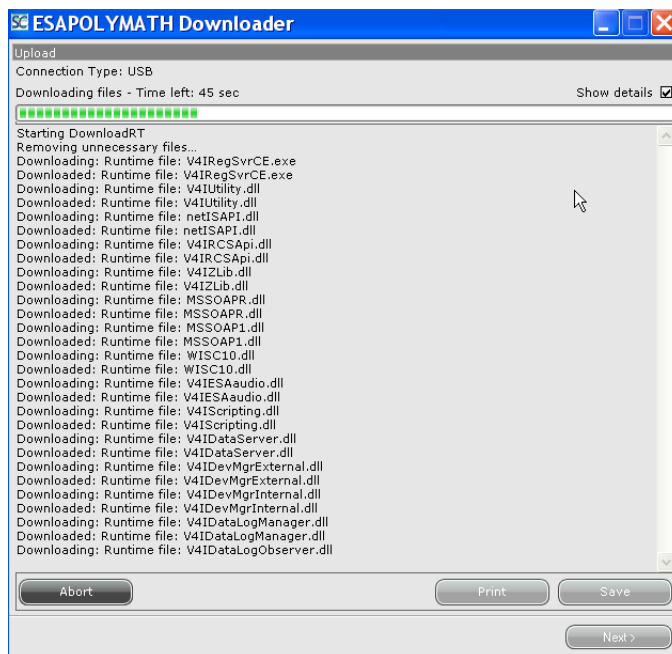 SC ESAPOLYMATH Downloader
Upload
Connection Type: USB
Downloading files - Time left: 45 sec Show details
Starting DownloadRT
Removing unnecessary files...
Downloading: Runtime file: V4IRegSvrCE.exe
Downloaded: Runtime file: V4IRegSvrCE.exe
Downloading: Runtime file: V4IUtility.dll
Downloaded: Runtime file: V4IUtility.dll
Downloading: Runtime file: netISAPI.dll
Downloaded: Runtime file: netISAPI.dll
Downloading: Runtime file: V4IRCSApi.dll
Downloaded: Runtime file: V4IRCSApi.dll
Downloading: Runtime file: V4IZLib.dll
Downloaded: Runtime file: V4IZLib.dll
Downloading: Runtime file: MSSOAPR.dll
Downloaded: Runtime file: MSSOAPR.dll
Downloading: Runtime file: MSSOAP1.dll
Downloaded: Runtime file: MSSOAP1.dll
Downloading: Runtime file: WISC10.dll
Downloaded: Runtime file: WISC10.dll
Downloading: Runtime file: V4IESAaudio.dll
Downloaded: Runtime file: V4IESAaudio.dll
Downloading: Runtime file: V4IScripting.dll
Downloaded: Runtime file: V4IScripting.dll
Downloading: Runtime file: V4IDataServer.dll
Downloaded: Runtime file: V4IDataServer.dll
Downloading: Runtime file: V4IDevMgrExternal.dll
Downloaded: Runtime file: V4IDevMgrExternal.dll
Downloading: Runtime file: V4IDevMgrInternal.dll
Downloaded: Runtime file: V4IDevMgrInternal.dll
Downloading: Runtime file: V4IDataLogManager.dll
Downloaded: Runtime file: V4IDataLogManager.dll
Downloading: Runtime file: V4IDataLogObserver.dll
Abort Print Save
Next >